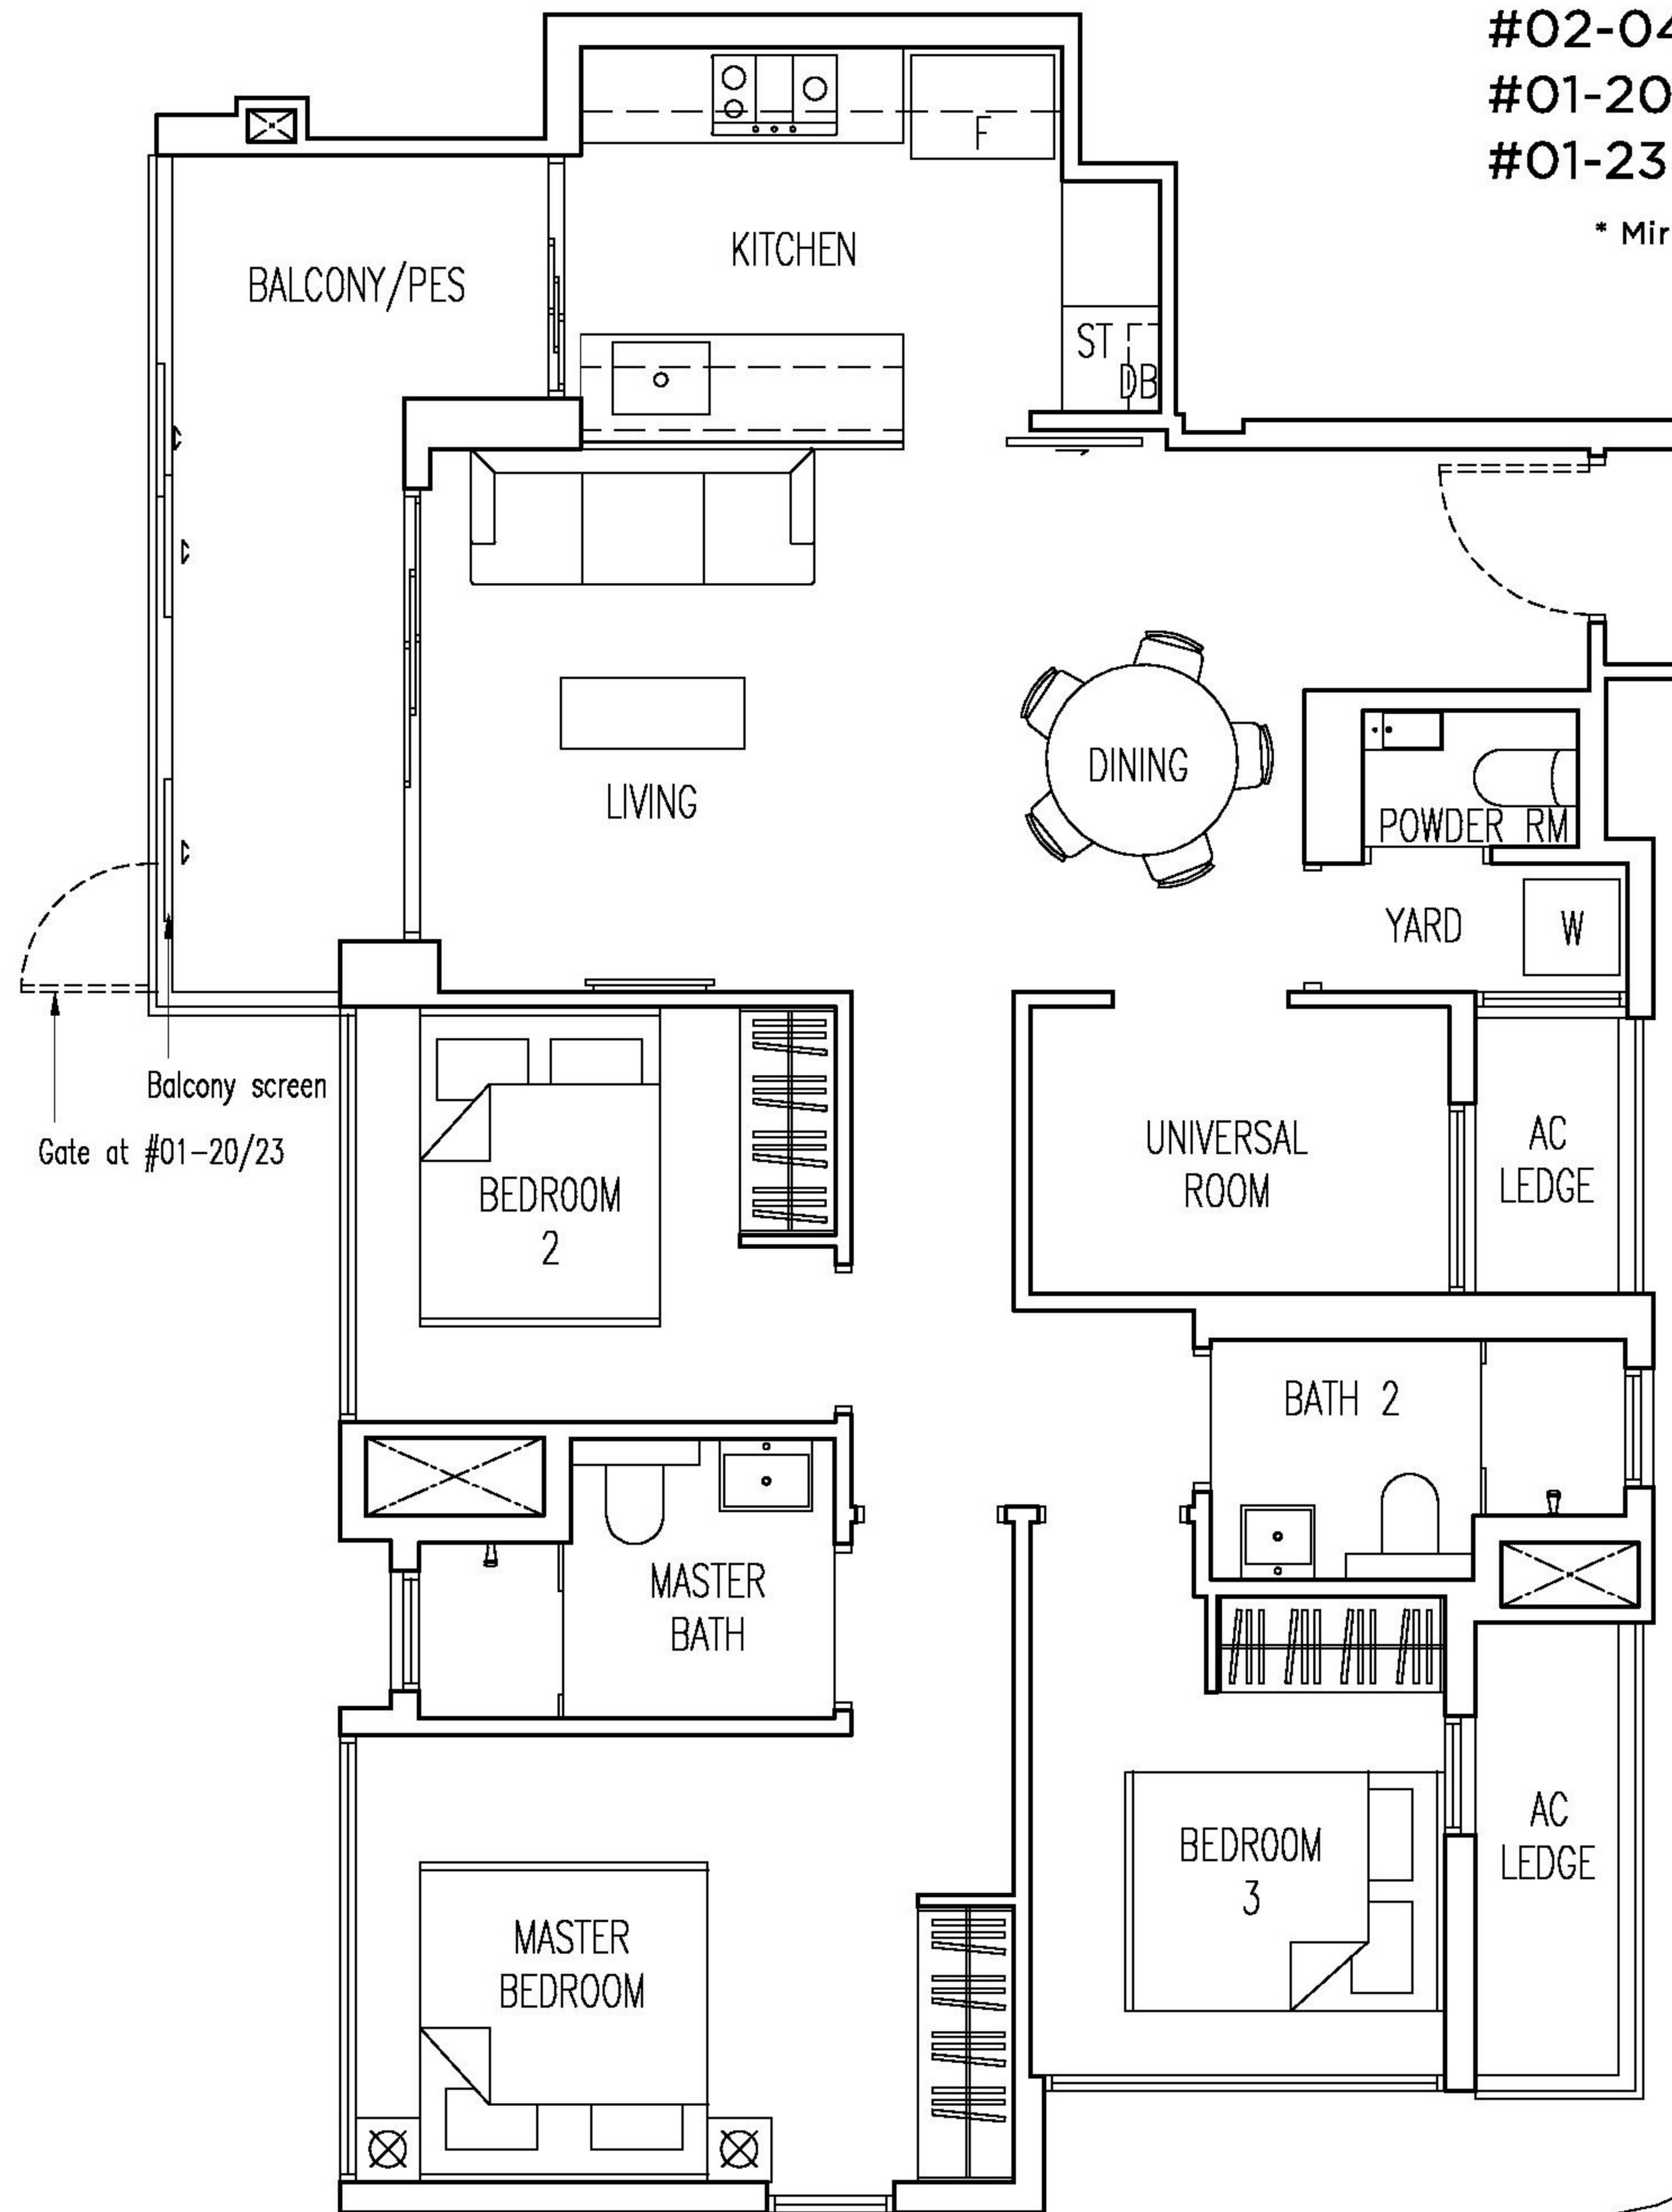 #02-04
#01-20
#01-23
* Mir
F
KITCHEN
BALCONY/PES
ST
DB
DINING
LIVING
POWDER RM
YARD
W
Balcony screen
Gate at #01-20/23
UNIVERSAL
ROOM
AC
LEDGE
BEDROOM
2
BATH 2
MASTER
BATH
BEDROOM
3
AC
LEDGE
MASTER
BEDROOM